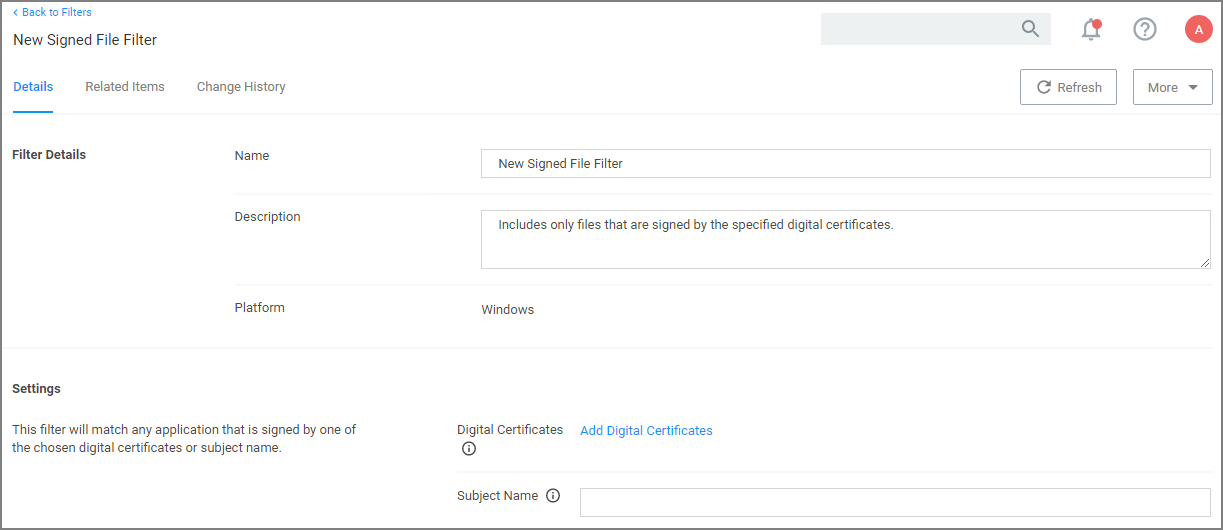 Back to Filters
New Signed File Filter
A
Details
Related Items
Change History
Refresh
More
Filter Details
Name
New Signed File Filter
Description
Includes only files that are signed by the specified digital certificates.
Platform
Windows
Settings
This filter will match any application that is signed by one of
the chosen digital certificates or subject name.
Digital Certificates
Add Digital Certificates
Subject Name